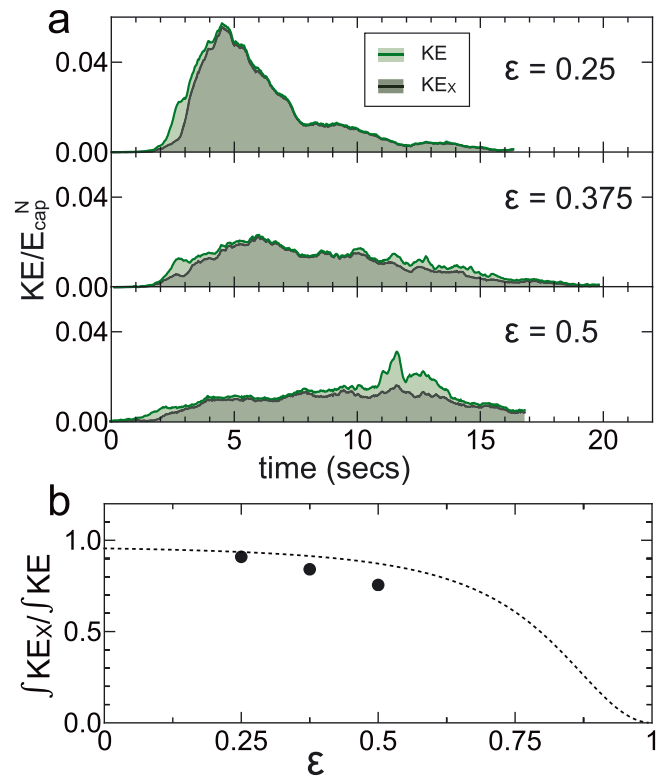 a
KE
KEX
ε = 0.25
0.04
0.00
ε = 0.375
0.04
0.00
KE/E_cap^N
ε = 0.5
0.04
0.00
0 5 10 15 20
time (secs)
b
1.0
0.5
0.0
∫KEX/∫KE
0 0.25 0.5 0.75 1
ε